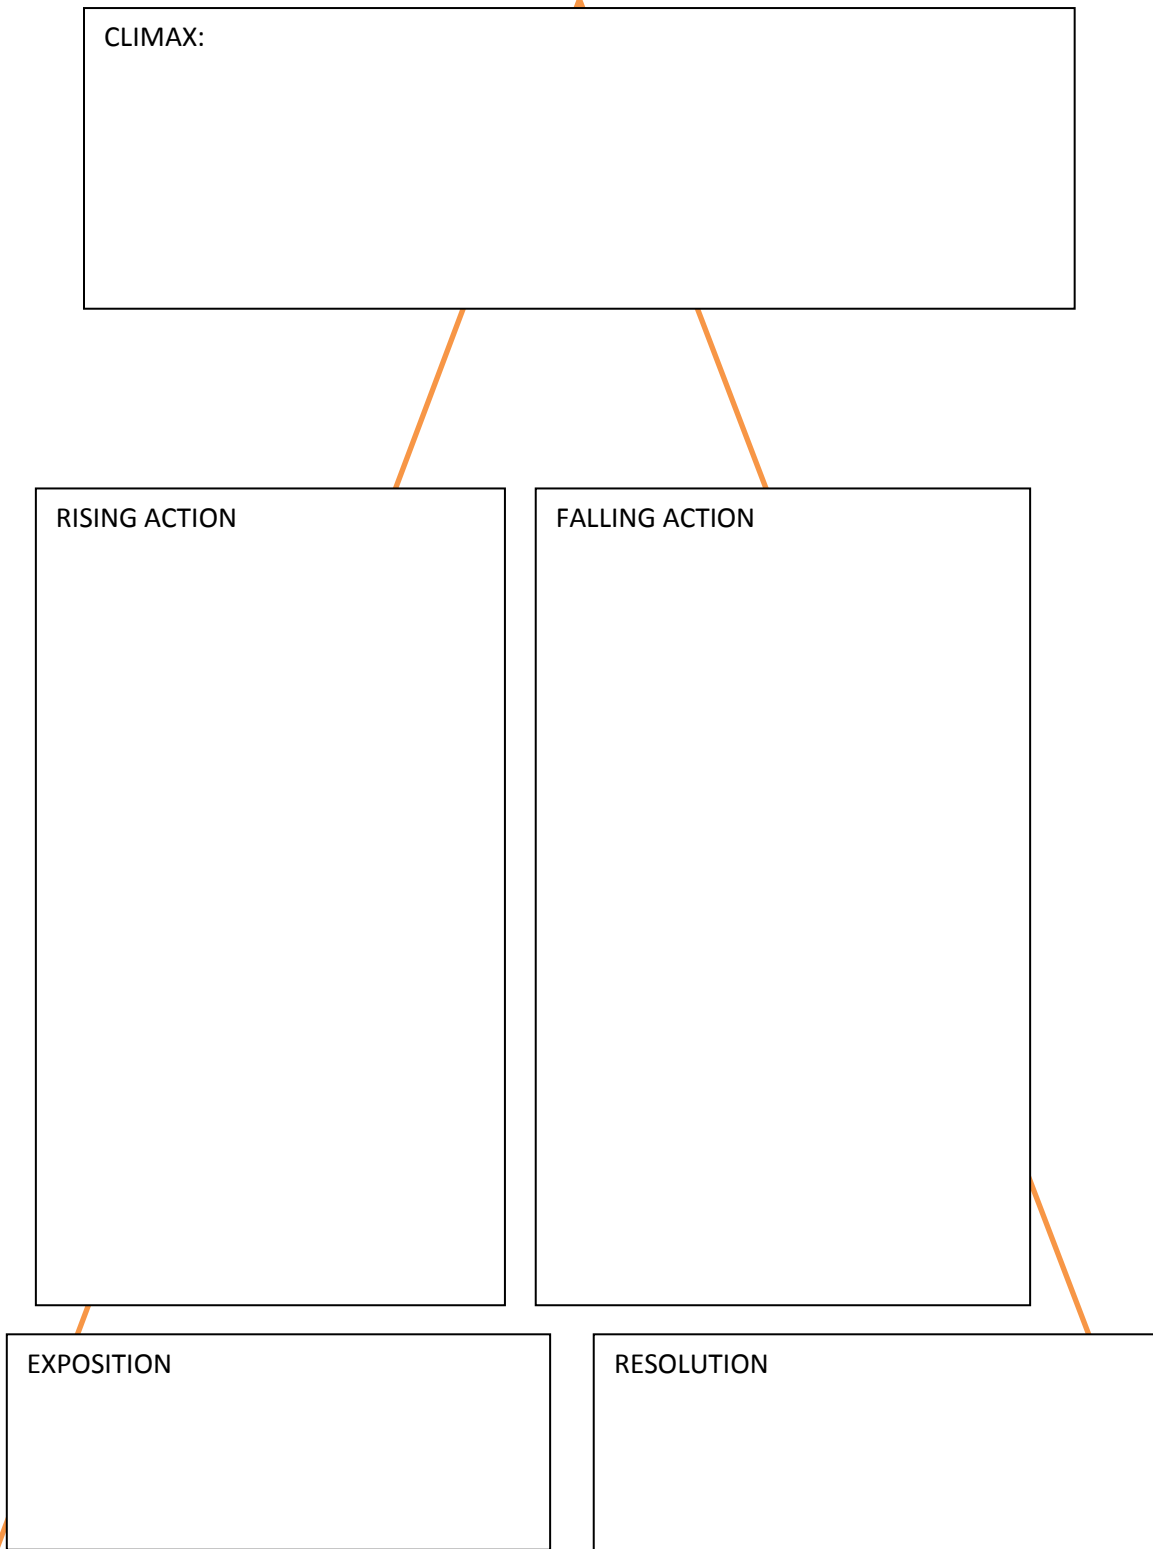 CLIMAX:
RISING ACTION
FALLING ACTION
EXPOSITION
RESOLUTION